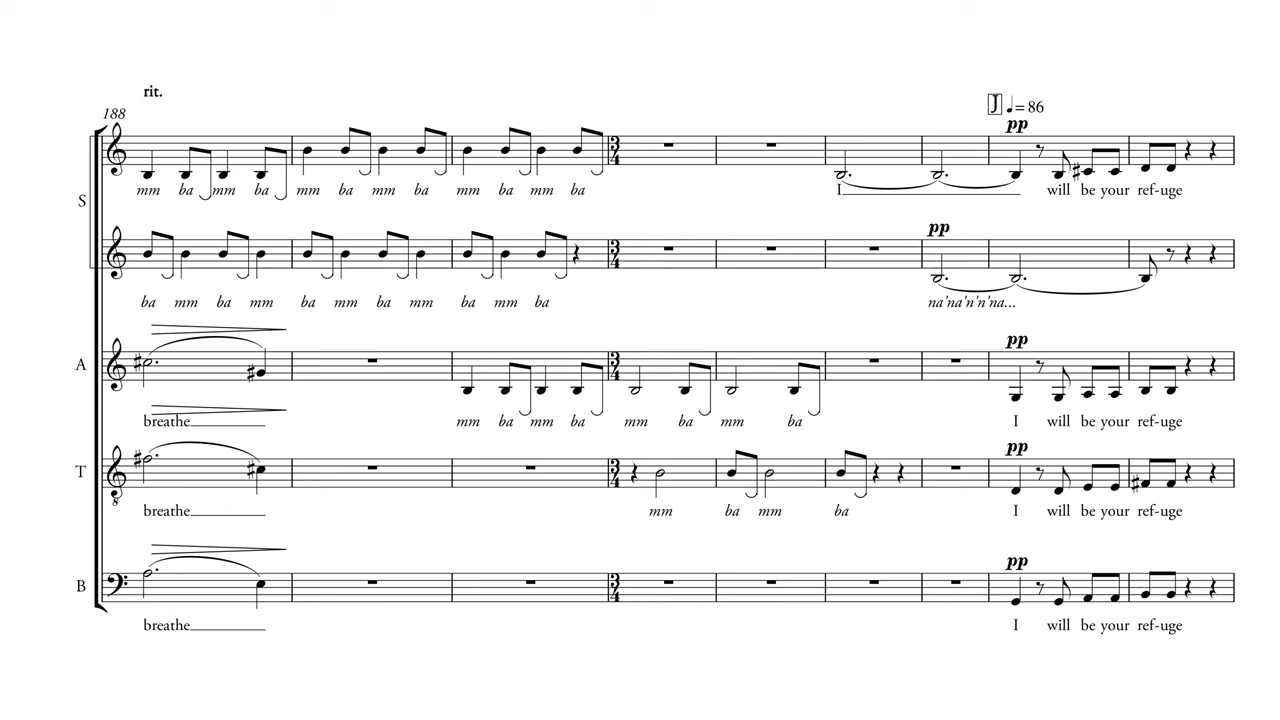 rit.
188
J ♩= 86
pp
mm ba mm ba mm ba mm ba mm ba mm ba I will be your ref-uge
S
pp
ba mm ba mm ba mm ba mm ba mm ba na'na'n'n'na...
A
pp
breathe mm ba mm ba mm ba mm ba I will be your ref-uge
T
pp
breathe mm ba mm ba I will be your ref-uge
B
pp
breathe I will be your ref-uge